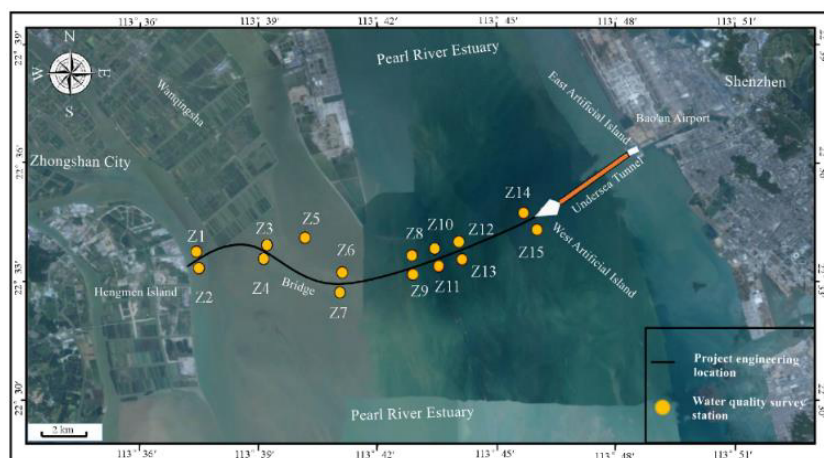 113° 36′ 113° 39′ 113° 42′ 113° 45′ 113° 48′ 113° 51′
N
W E
S
Pearl River Estuary
Shenzhen
Wanqingsha
East Artificial Island
Bao'an Airport
22° 39′
22° 36′
Zhongshan City
Undersea Tunnel
Z14
Z1 Z3 Z5 Z8 Z10 Z12
Z15
West Artificial Island
Z2 Z4 Z6 Z9 Z11 Z13
Hengmen Island
Bridge
Z7
22° 33′
Project engineering
location
Water quality survey
station
22° 30′
Pearl River Estuary
2 km
113° 36′ 113° 39′ 113° 42′ 113° 45′ 113° 48′ 113° 51′